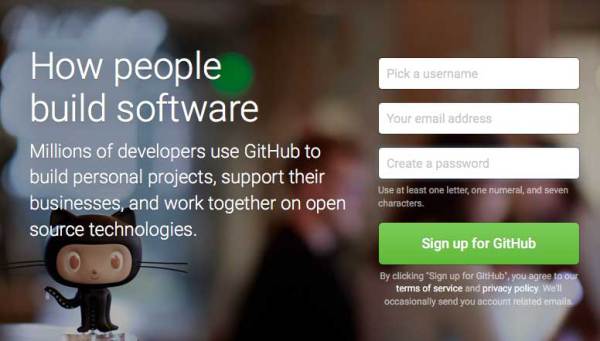 How people
build software
Millions of developers use GitHub to
build personal projects, support their
businesses, and work together on open
source technologies.
Pick a username
Your email address
Create a password
Use at least one letter, one numeral, and seven
characters.
Sign up for GitHub
By clicking "Sign up for GitHub", you agree to our
terms of service and privacy policy. We'll
occasionally send you account related emails.